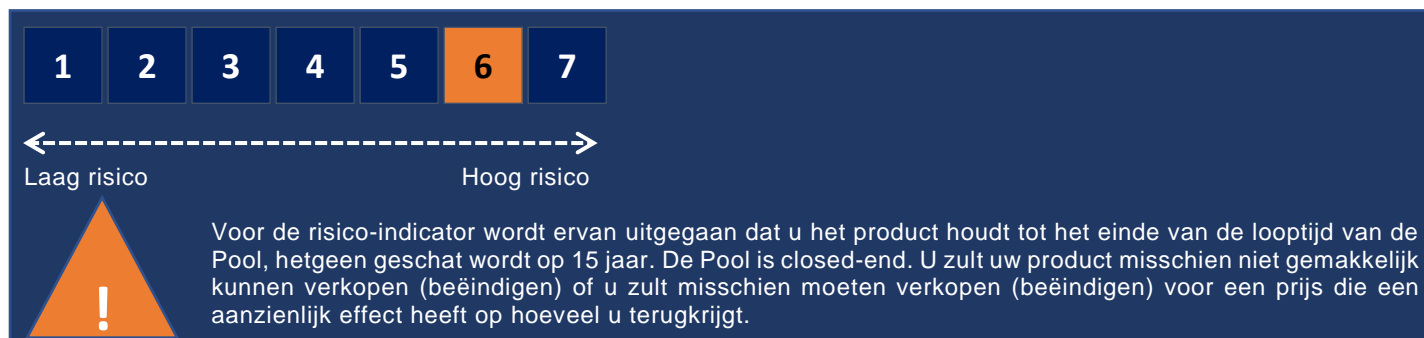 1 2 3 4 5 6 7
Laag risico Hoog risico
Voor de risico-indicator wordt ervan uitgegaan dat u het product houdt tot het einde van de looptijd van de
Pool, hetgeen geschat wordt op 15 jaar. De Pool is closed-end. U zult uw product misschien niet gemakkelijk
kunnen verkopen (beëindigen) of u zult misschien moeten verkopen (beëindigen) voor een prijs die een
aanzienlijk effect heeft op hoeveel u terugkrijgt.
!